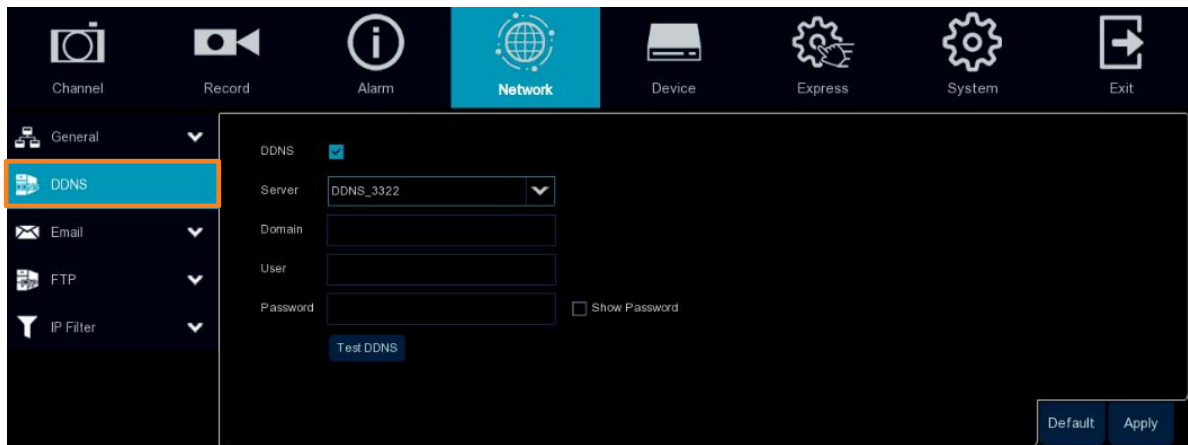 Channel Record Alarm Network Device Express System Exit
General
DDNS
Email
FTP
IP Filter
DDNS
Server DDNS_3322
Domain
User
Password Show Password
Test DDNS
Default Apply